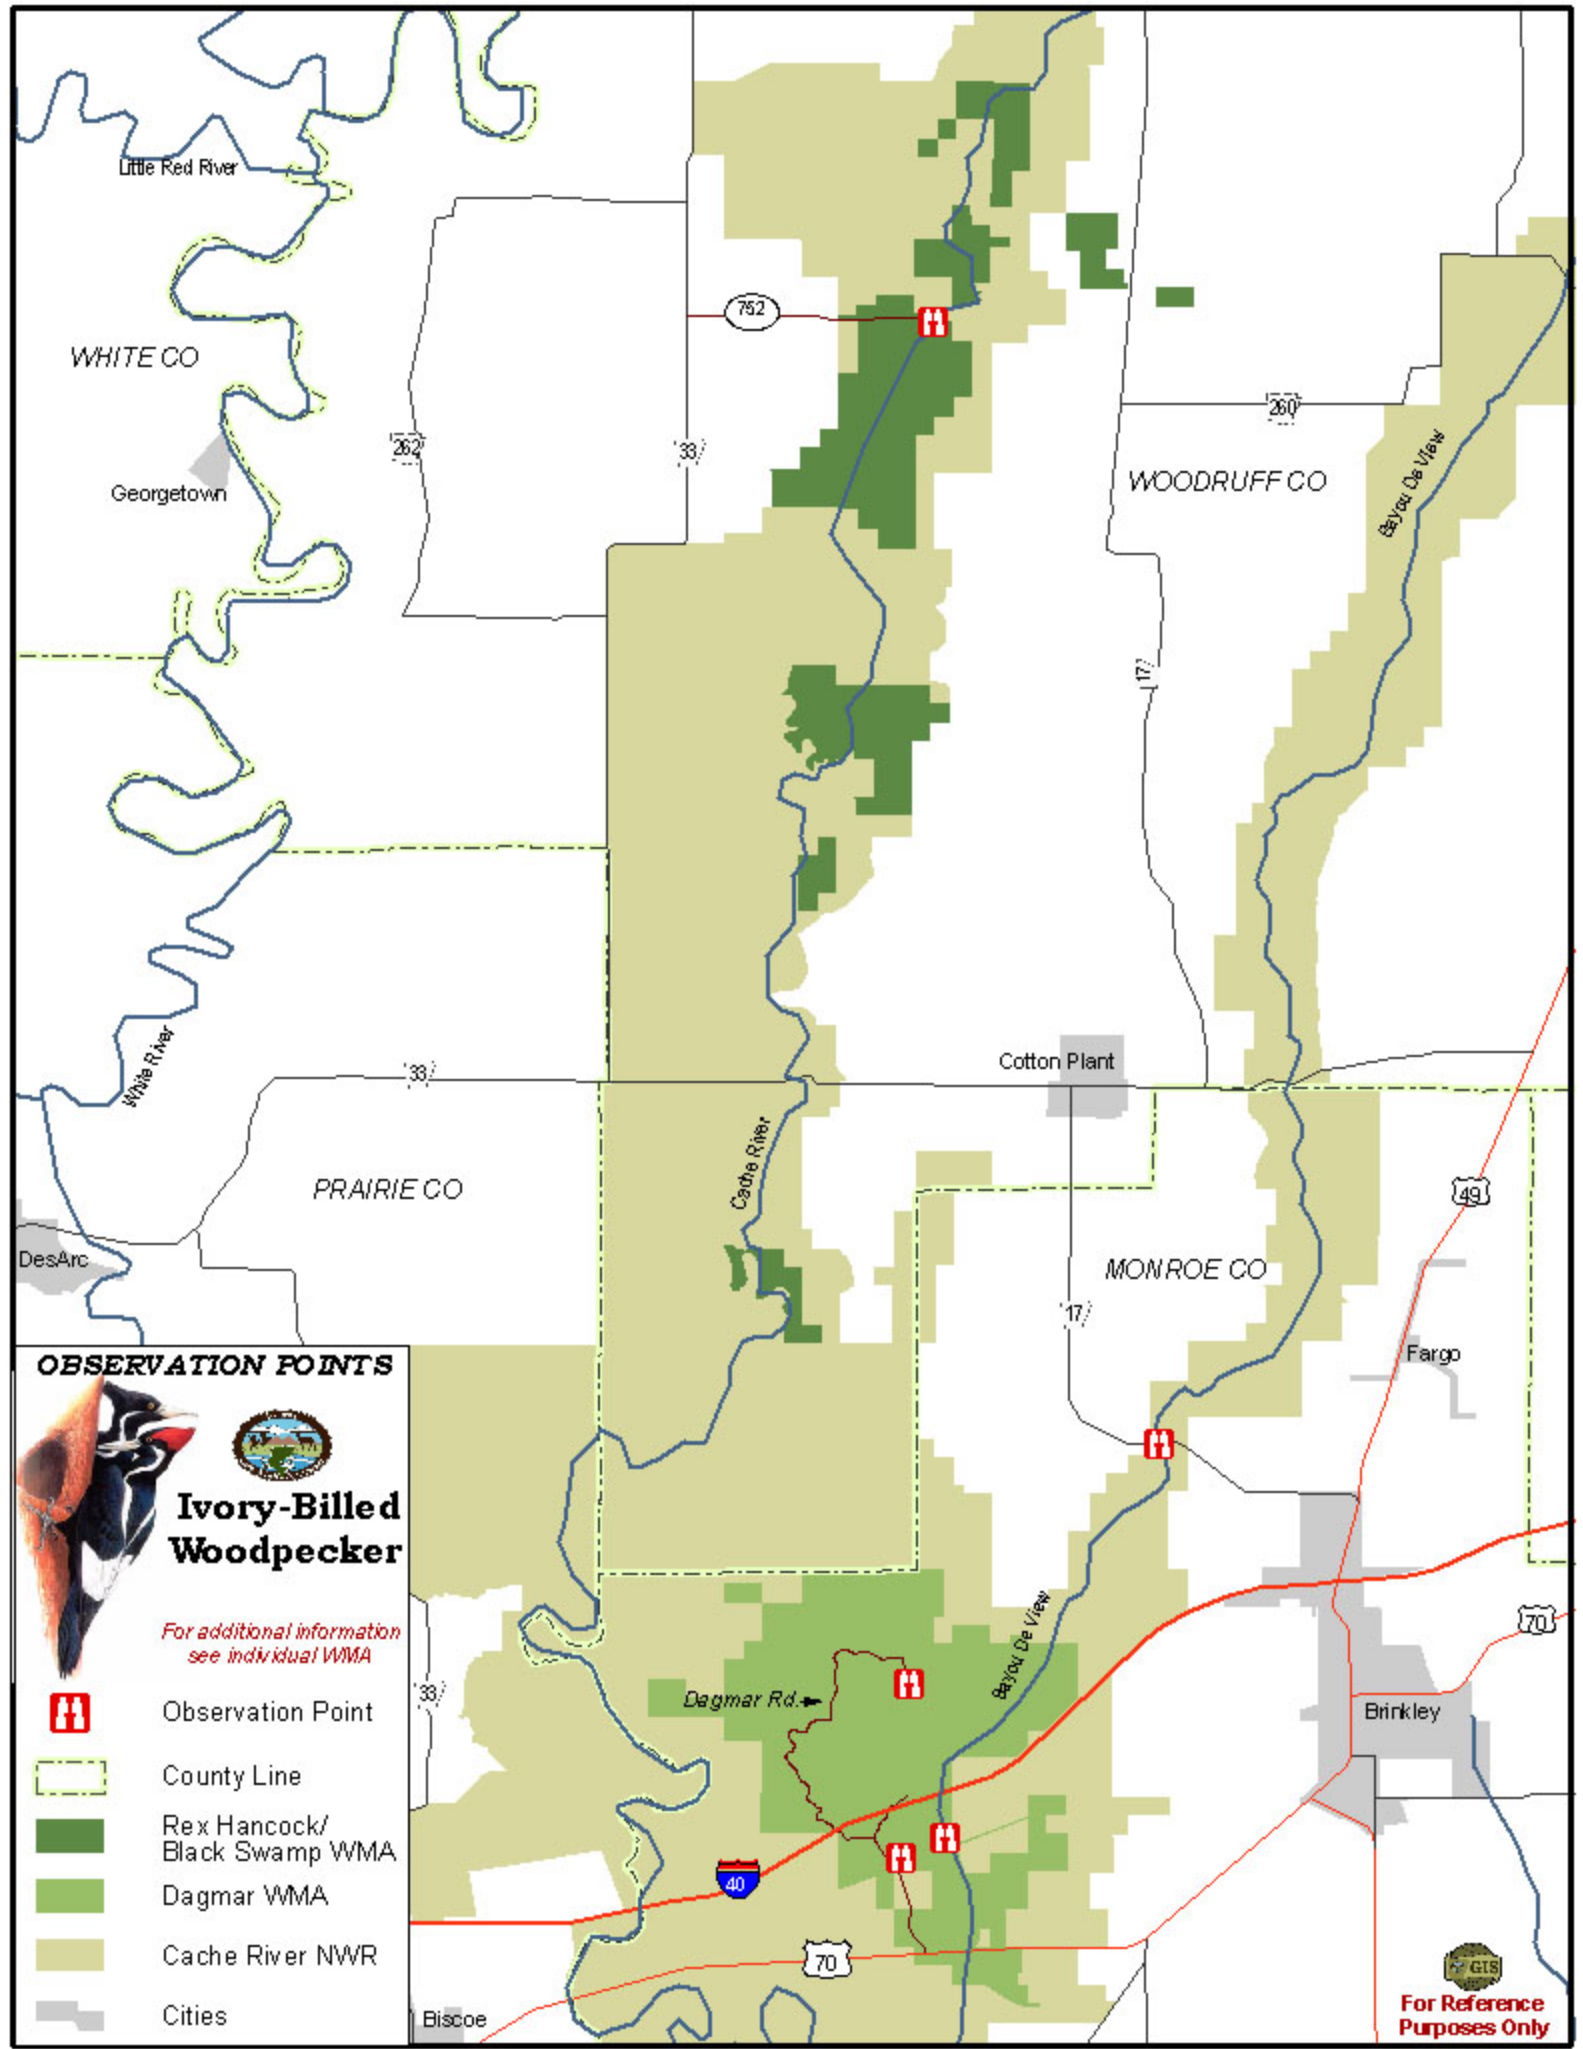 Little Red River
WHITE CO
752
262
33
260
WOODRUFF CO
Bayou De View
Georgetown
17
White River
33
Cotton Plant
Cache River
PRAIRIE CO
49
DesArc
MONROE CO
17
Fargo
OBSERVATION POINTS
Ivory-Billed
Woodpecker
For additional information
see individual WMA
Observation Point
County Line
Rex Hancock/
Black Swamp WMA
Dagmar WMA
Cache River NWR
Cities
33
Dagmar Rd.
Bayou De View
70
Brinkley
40
70
Biscoe
GIS
For Reference
Purposes Only